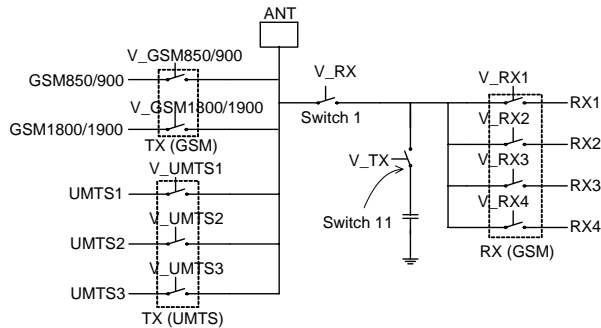 ANT
V_GSM850/900
GSM850/900
V_GSM1800/1900
GSM1800/1900
TX (GSM)
V_UMTS1
UMTS1
V_UMTS2
UMTS2
V_UMTS3
UMTS3
TX (UMTS)
V_RX
Switch 1
V_TX
Switch 11
V_RX1
RX1
V_RX2
RX2
V_RX3
RX3
V_RX4
RX4
RX (GSM)